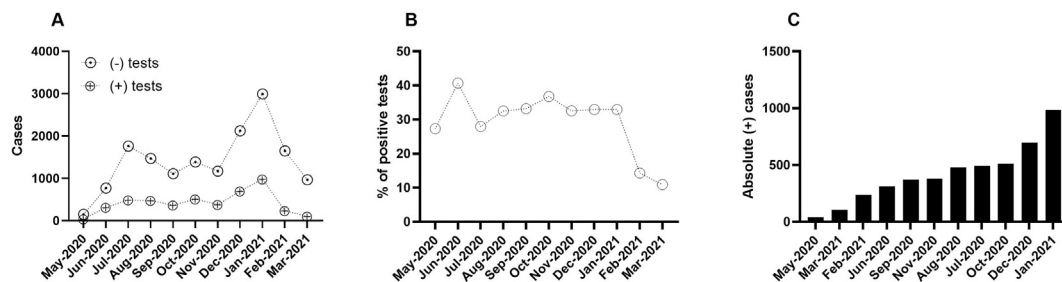 A
Cases
4000
3000
2000
1000
0
(-) tests
(+) tests
May-2020
Jun-2020
Jul-2020
Aug-2020
Sep-2020
Oct-2020
Nov-2020
Dec-2020
Jan-2021
Feb-2021
Mar-2021
B
% of positive tests
50
40
30
20
10
0
May-2020
Jun-2020
Jul-2020
Aug-2020
Sep-2020
Oct-2020
Nov-2020
Dec-2020
Jan-2021
Feb-2021
Mar-2021
C
Absolute (+) cases
1500
1000
500
0
May-2020
Mar-2021
Feb-2021
Jun-2020
Sep-2020
Nov-2020
Aug-2020
Jul-2020
Oct-2020
Dec-2020
Jan-2021